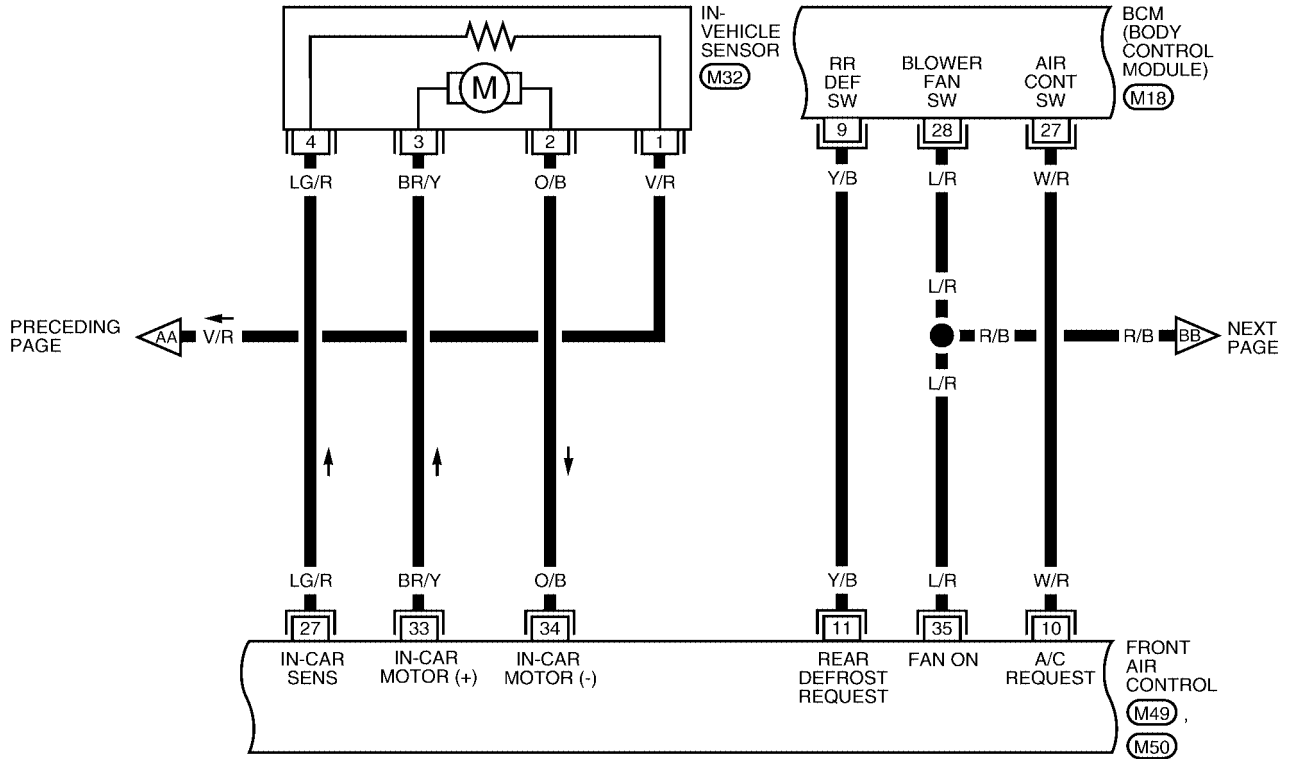 IN-
VEHICLE
SENSOR
M32
M
4
3
2
1
LG/R
BR/Y
O/B
V/R
BCM
(BODY
CONTROL
MODULE)
M18
RR
DEF
SW
BLOWER
FAN
SW
AIR
CONT
SW
9
28
27
Y/B
L/R
W/R
PRECEDING
PAGE
AA
V/R
L/R
R/B
R/B
BB
NEXT
PAGE
L/R
LG/R
BR/Y
O/B
Y/B
L/R
W/R
27
33
34
11
35
10
IN-CAR
SENS
IN-CAR
MOTOR (+)
IN-CAR
MOTOR (-)
REAR
DEFROST
REQUEST
FAN ON
A/C
REQUEST
FRONT
AIR
CONTROL
M49 ,
M50